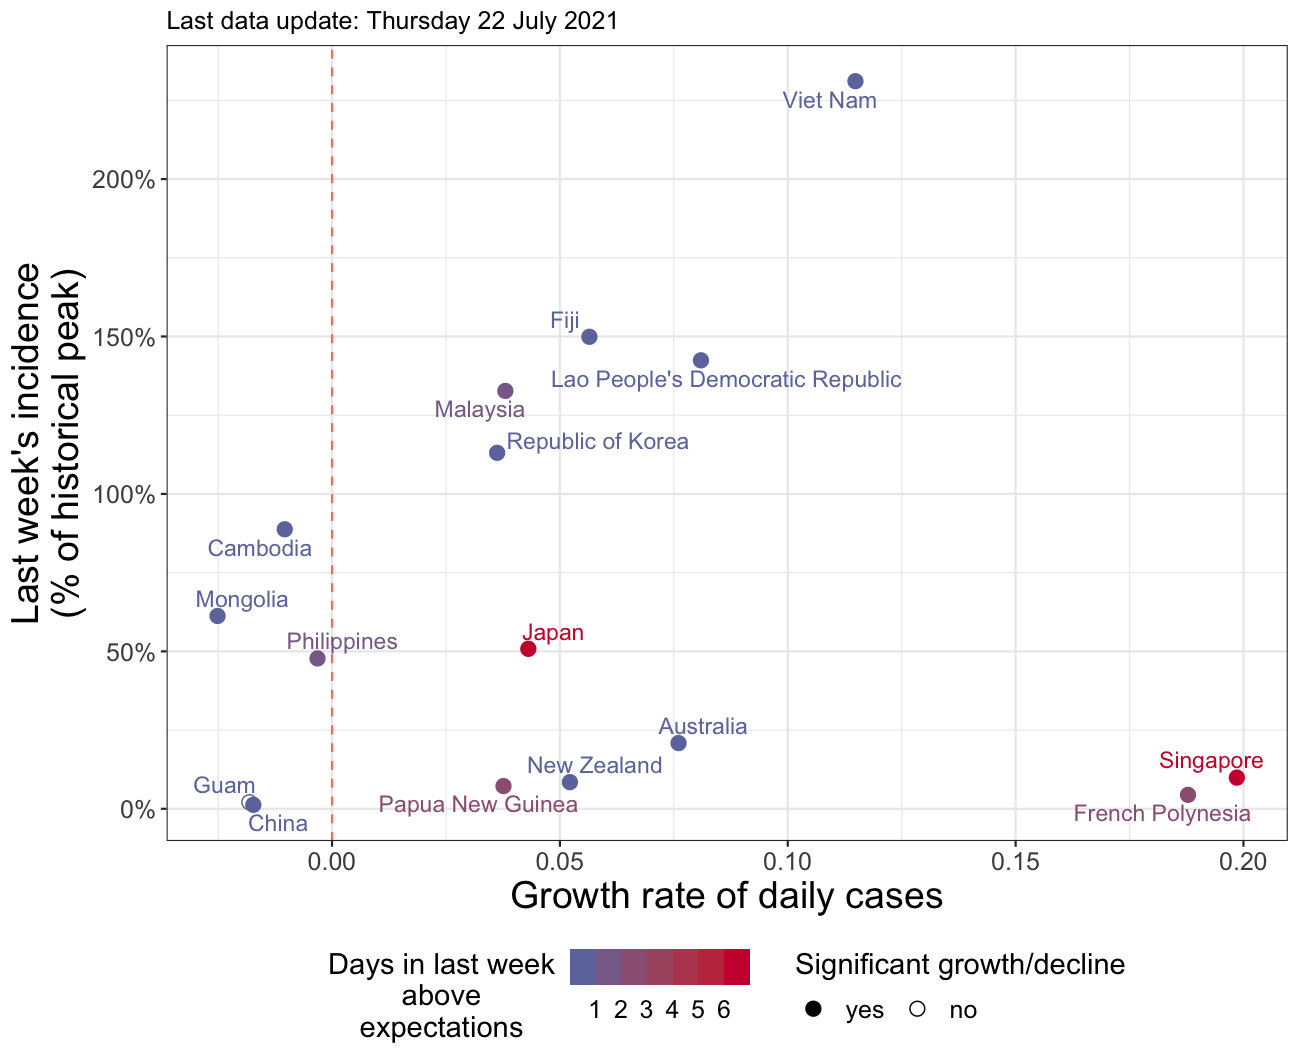 Last data update: Thursday 22 July 2021
Last week's incidence
(% of historical peak)
200%
150%
100%
50%
0%
Viet Nam
Fiji
Lao People's Democratic Republic
Malaysia
Republic of Korea
Cambodia
Mongolia
Japan
Philippines
Australia
Singapore
New Zealand
Guam
Papua New Guinea
French Polynesia
China
0.00
0.05
0.10
0.15
0.20
Growth rate of daily cases
Days in last week
above
expectations
1 2 3 4 5 6
Significant growth/decline
yes
no